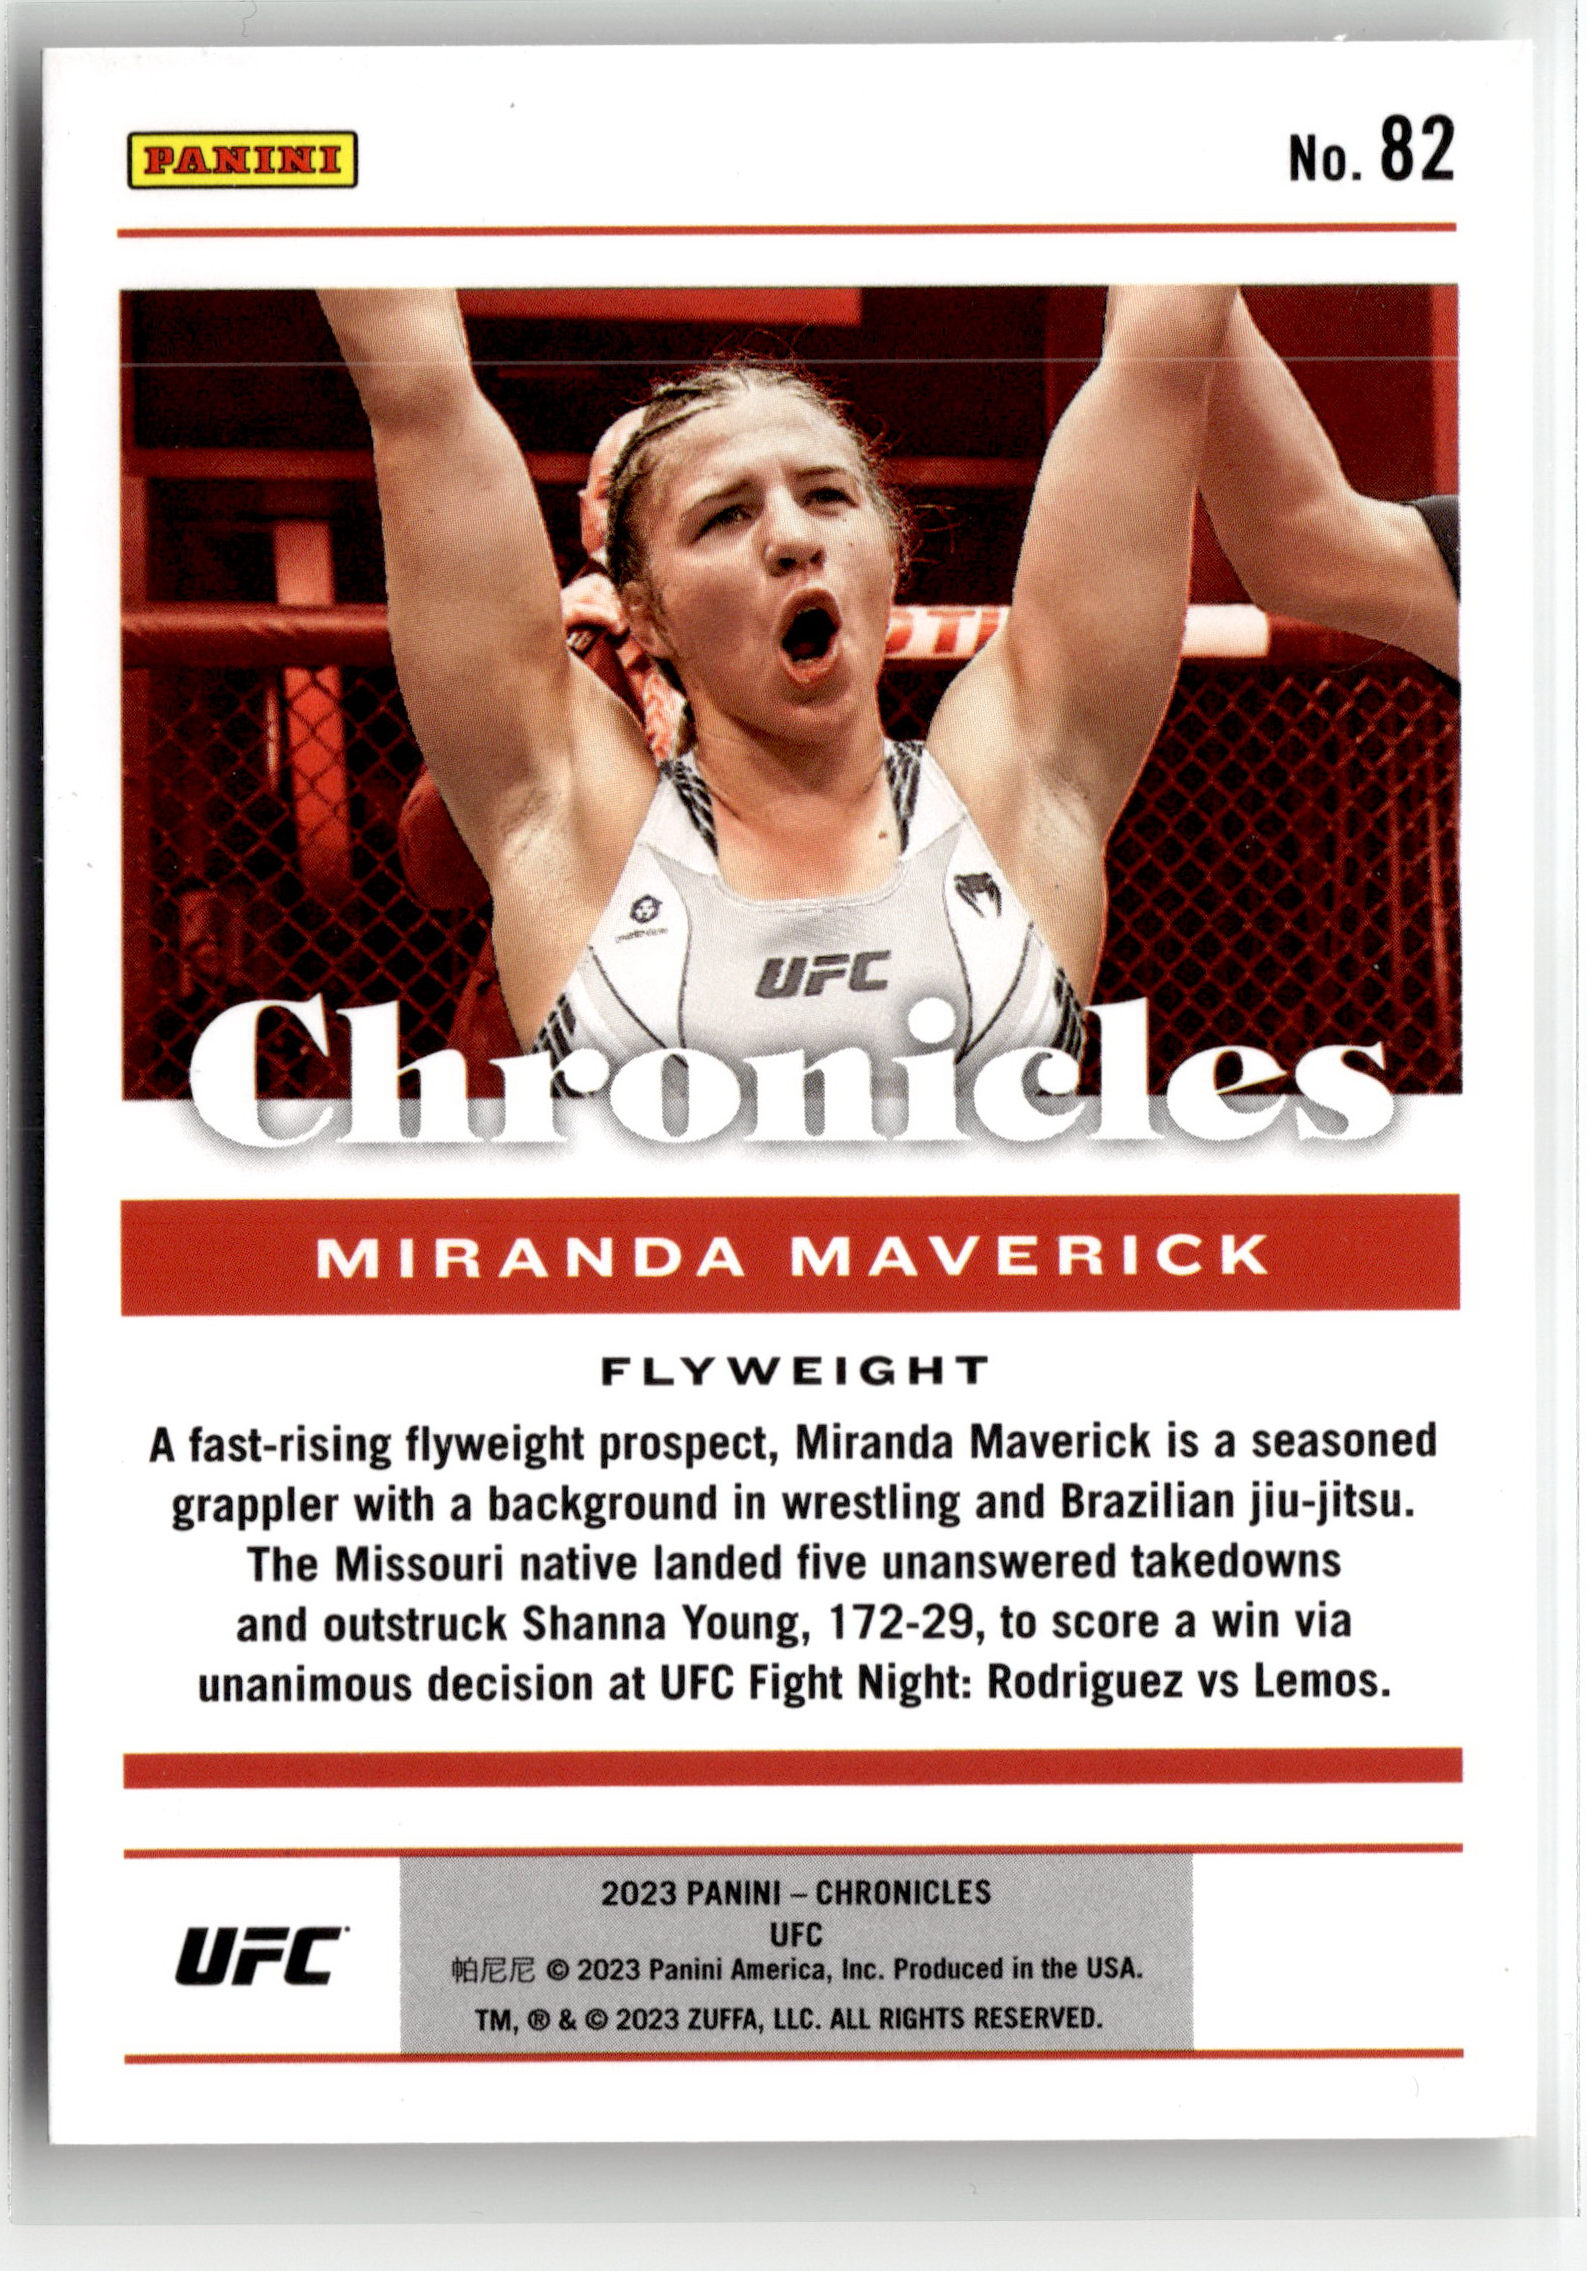 PANINI
No. 82
UFC
Chronicles
MIRANDA MAVERICK
FLYWEIGHT
A fast-rising flyweight prospect, Miranda Maverick is a seasoned
grappler with a background in wrestling and Brazilian jiu-jitsu.
The Missouri native landed five unanswered takedowns
and outstruck Shanna Young, 172-29, to score a win via
unanimous decision at UFC Fight Night: Rodriguez vs Lemos.
2023 PANINI – CHRONICLES
UFC
UFC
帕尼尼 © 2023 Panini America, Inc. Produced in the USA.
TM, ® & © 2023 ZUFFA, LLC. ALL RIGHTS RESERVED.